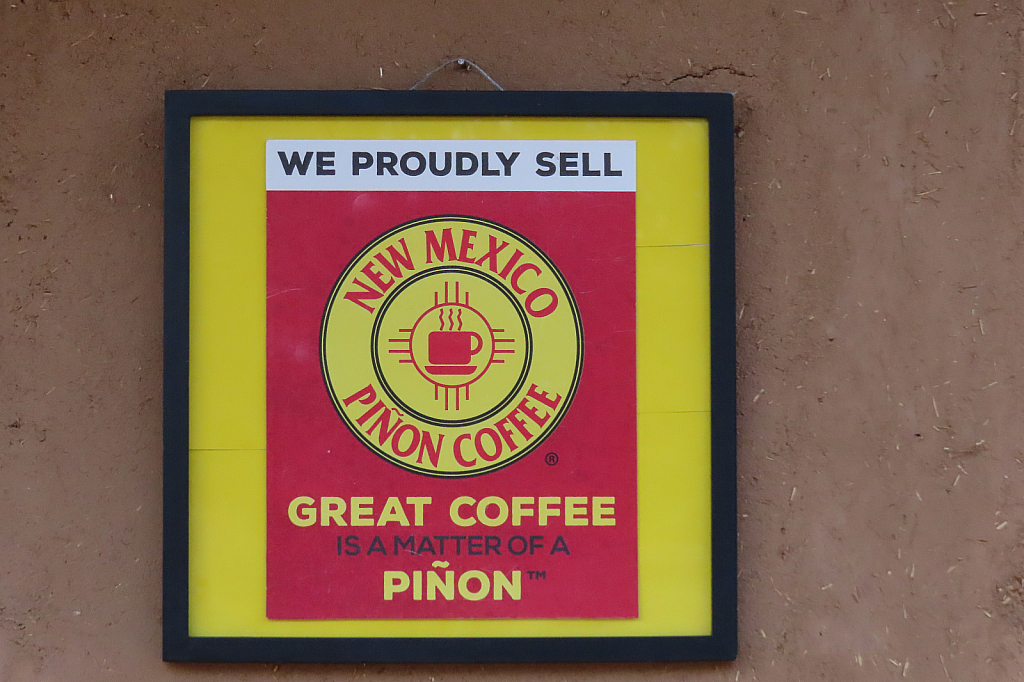 WE PROUDLY SELL
NEW MEXICO
PIÑON COFFEE
®
GREAT COFFEE
IS A MATTER OF A
PIÑON™